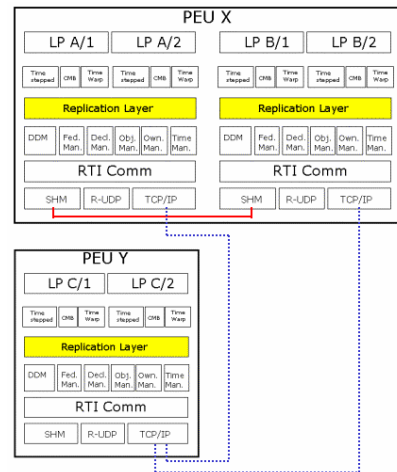 PEU X
LP A/1 LP A/2 LP B/1 LP B/2
Time stepped CMB Time Warp Time stepped CMB Time Warp Time stepped CMB Time Warp Time stepped CMB Time Warp
Replication Layer Replication Layer
DDM Fed. Man. Decl. Man. Obj. Man. Own. Man. Time Man. DDM Fed. Man. Decl. Man. Obj. Man. Own. Man. Time Man.
RTI Comm RTI Comm
SHM R-UDP TCP/IP SHM R-UDP TCP/IP
PEU Y
LP C/1 LP C/2
Time stepped CMB Time Warp Time stepped CMB Time Warp
Replication Layer
DDM Fed. Man. Decl. Man. Obj. Man. Own. Man. Time Man.
RTI Comm
SHM R-UDP TCP/IP